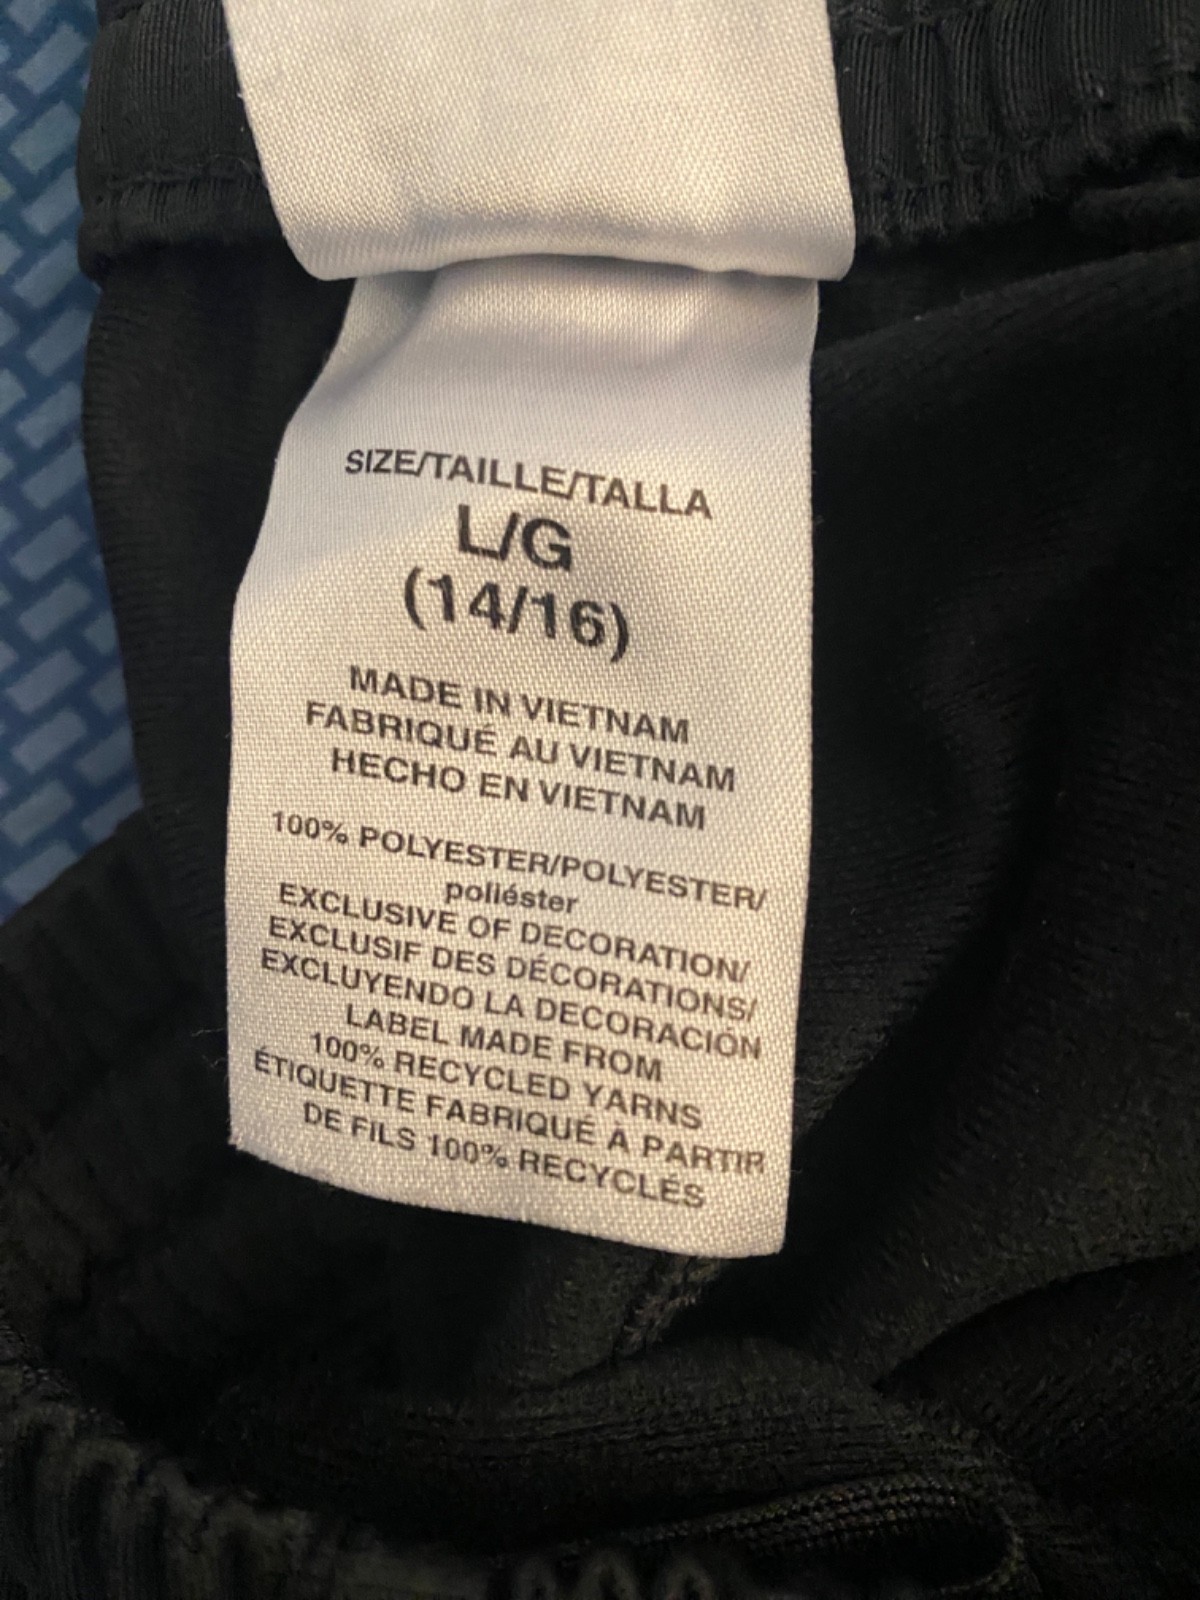 SIZE/TAILLE/TALLA
L/G
(14/16)
MADE IN VIETNAM
FABRIQUÉ AU VIETNAM
HECHO EN VIETNAM
100% POLYESTER/POLYESTER/
poliéster
EXCLUSIVE OF DECORATION/
EXCLUSIF DES DÉCORATIONS/
EXCLUYENDO LA DECORACIÓN
LABEL MADE FROM
100% RECYCLED YARNS
ÉTIQUETTE FABRIQUÉ À PARTIR
DE FILS 100% RECYCLÉS